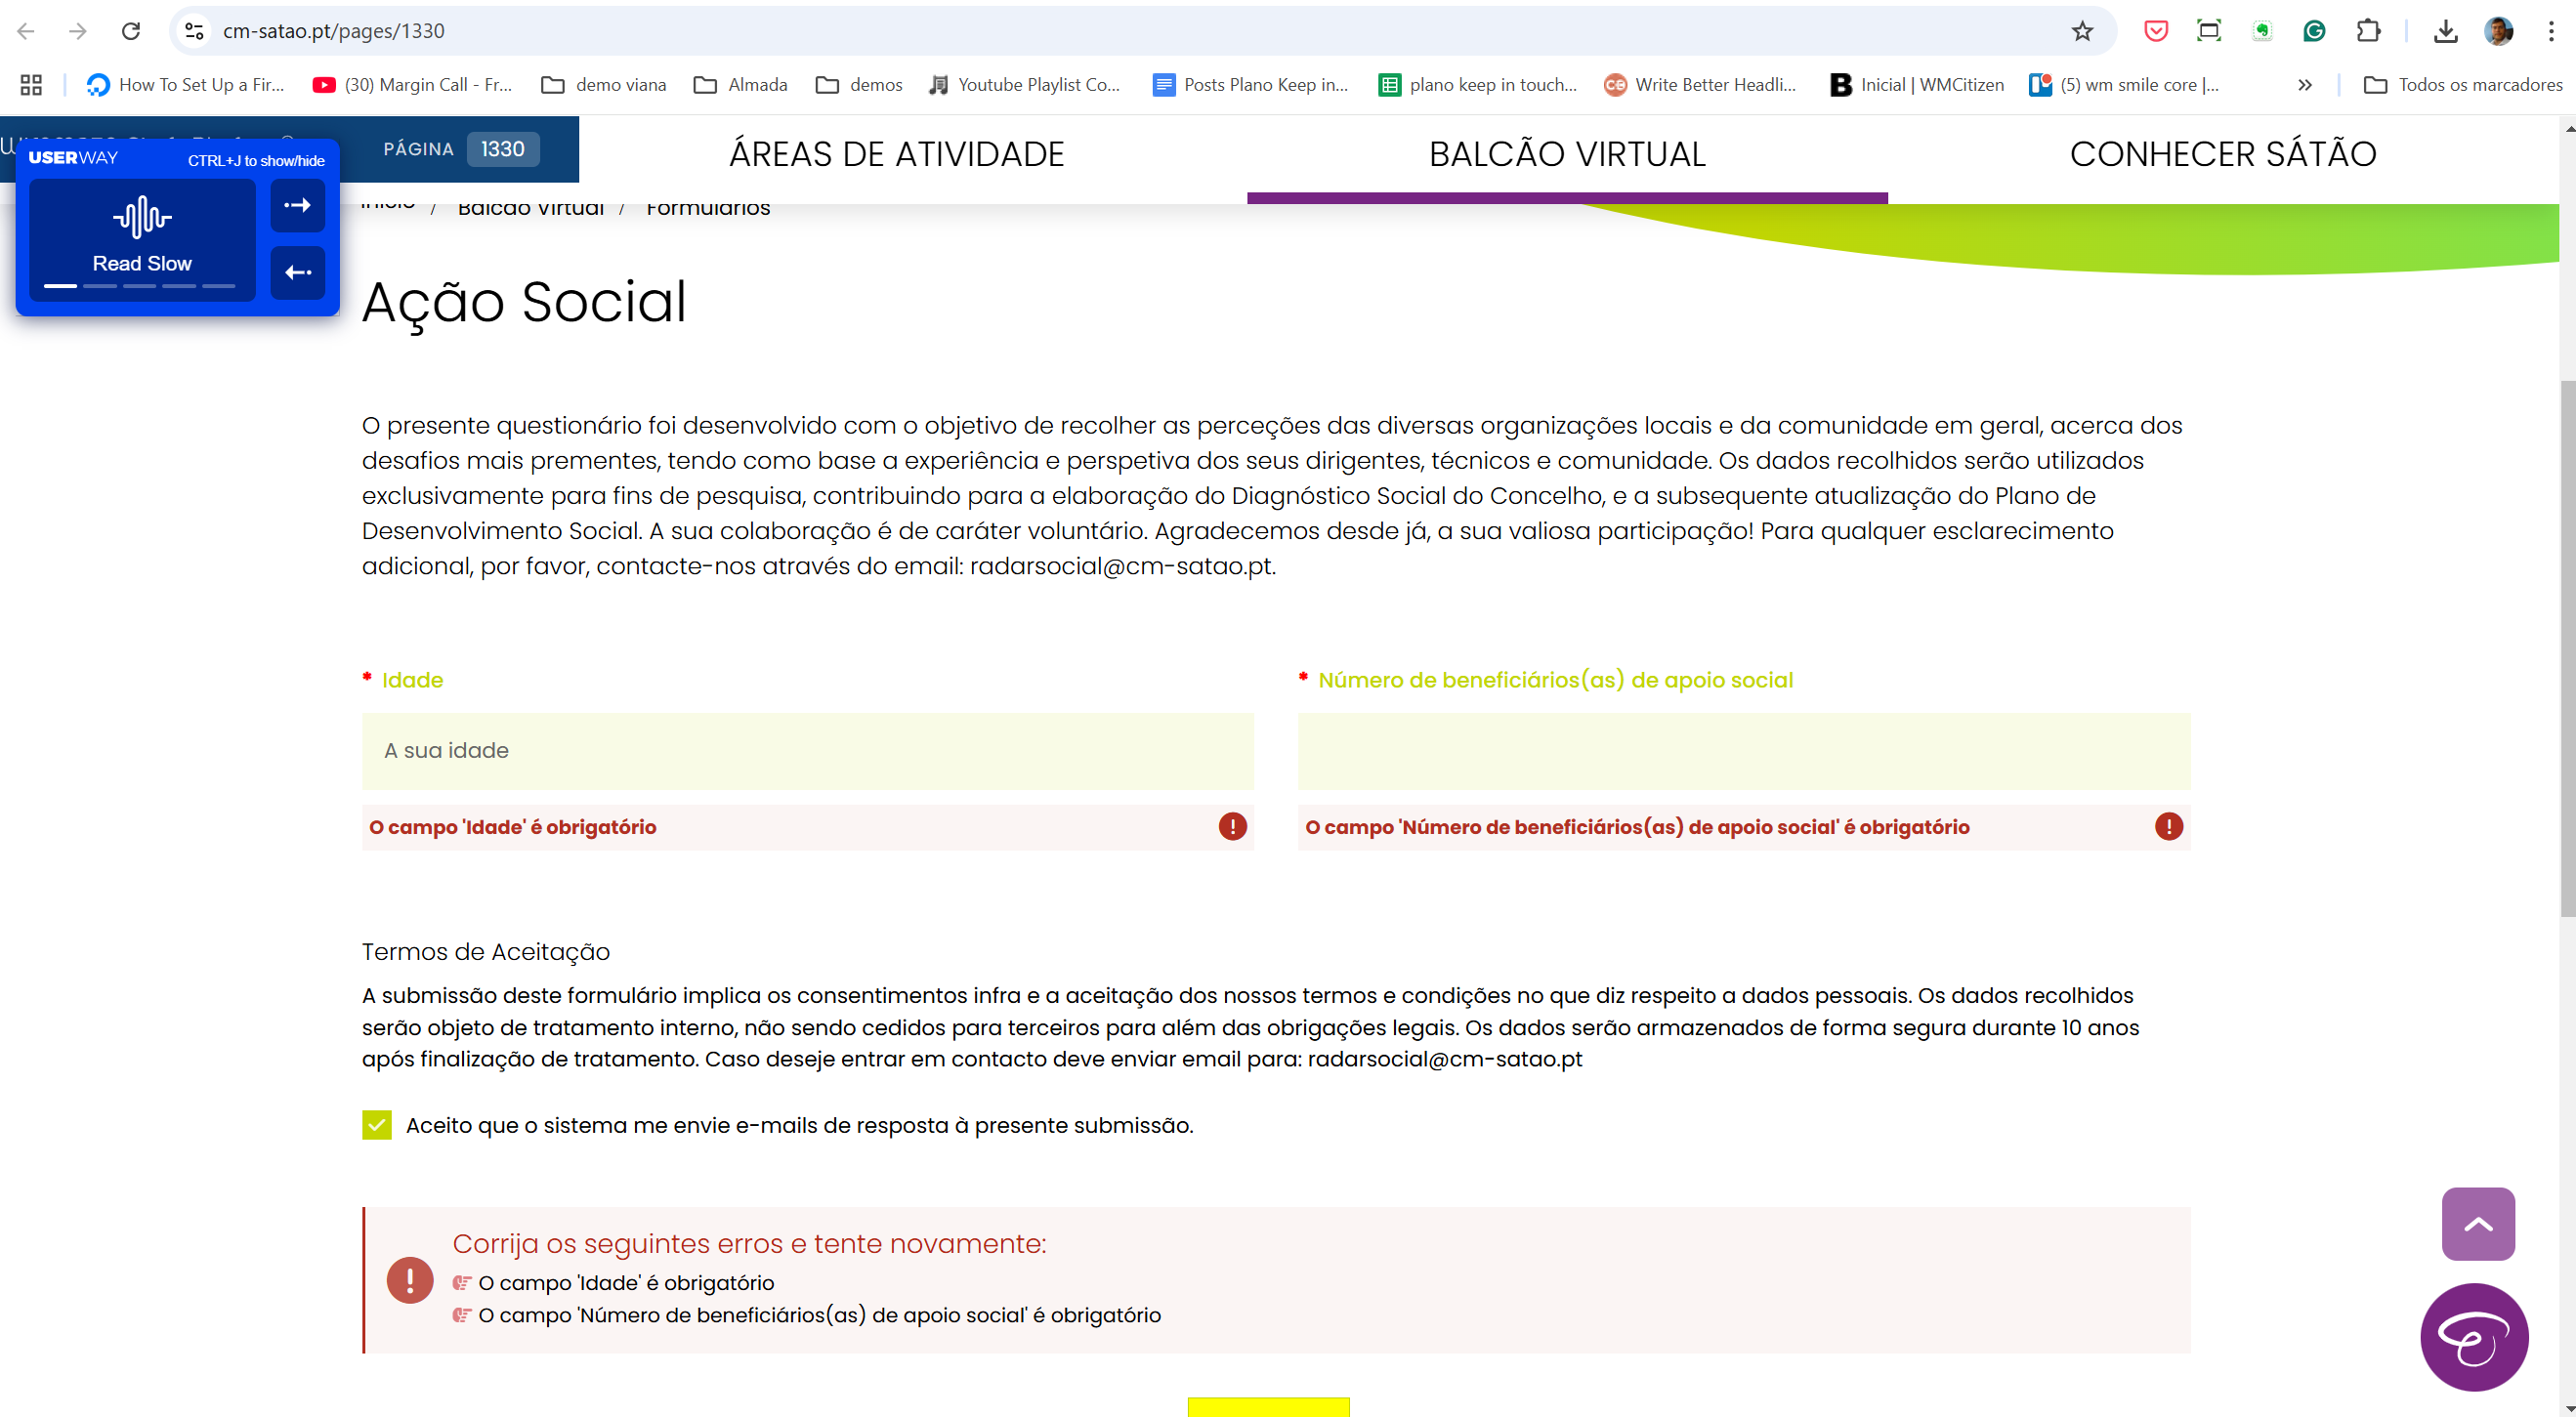 cm-satao.pt/pages/1330
How To Set Up a Fir...
(30) Margin Call - Fr...
demo viana
Almada
demos
Youtube Playlist Co...
Posts Plano Keep in...
plano keep in touch...
Write Better Headli...
Inicial | WMCitizen
(5) wm smile core |...
»
Todos os marcadores
USERWAY
CTRL+J to show/hide
Read Slow
PÁGINA 1330
ÁREAS DE ATIVIDADE
BALCÃO VIRTUAL
CONHECER SÁTÃO
Início / Balcão Virtual / Formulários
Ação Social
O presente questionário foi desenvolvido com o objetivo de recolher as perceções das diversas organizações locais e da comunidade em geral, acerca dos
desafios mais prementes, tendo como base a experiência e perspetiva dos seus dirigentes, técnicos e comunidade. Os dados recolhidos serão utilizados
exclusivamente para fins de pesquisa, contribuindo para a elaboração do Diagnóstico Social do Concelho, e a subsequente atualização do Plano de
Desenvolvimento Social. A sua colaboração é de caráter voluntário. Agradecemos desde já, a sua valiosa participação! Para qualquer esclarecimento
adicional, por favor, contacte-nos através do email: radarsocial@cm-satao.pt.
* Idade
* Número de beneficiários(as) de apoio social
A sua idade
O campo 'Idade' é obrigatório
O campo 'Número de beneficiários(as) de apoio social' é obrigatório
Termos de Aceitação
A submissão deste formulário implica os consentimentos infra e a aceitação dos nossos termos e condições no que diz respeito a dados pessoais. Os dados recolhidos
serão objeto de tratamento interno, não sendo cedidos para terceiros para além das obrigações legais. Os dados serão armazenados de forma segura durante 10 anos
após finalização de tratamento. Caso deseje entrar em contacto deve enviar email para: radarsocial@cm-satao.pt
Aceito que o sistema me envie e-mails de resposta à presente submissão.
Corrija os seguintes erros e tente novamente:
O campo 'Idade' é obrigatório
O campo 'Número de beneficiários(as) de apoio social' é obrigatório